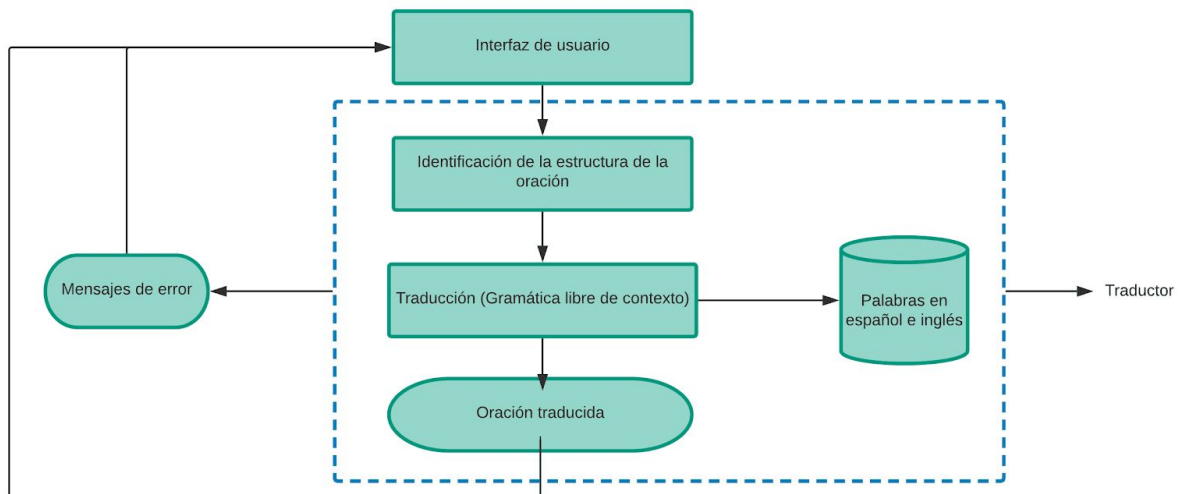 Interfaz de usuario
Identificación de la estructura de la
oración
Mensajes de error
Traducción (Gramática libre de contexto)
Palabras en
español e inglés
Traductor
Oración traducida